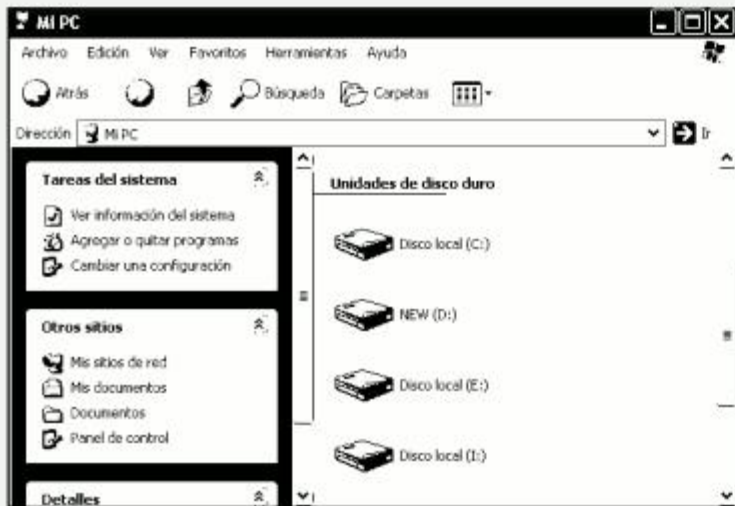 Mi PC
Archivo Edición Ver Favoritos Herramientas Ayuda
Atrás Búsqueda Carpetas
Dirección Mi PC Ir
Tareas del sistema
Ver información del sistema
Agregar o quitar programas
Cambiar una configuración
Otros sitios
Mis sitios de red
Mis documentos
Documentos
Panel de control
Detalles
Unidades de disco duro
Disco local (C:)
NEW (D:)
Disco local (E:)
Disco local (I:)